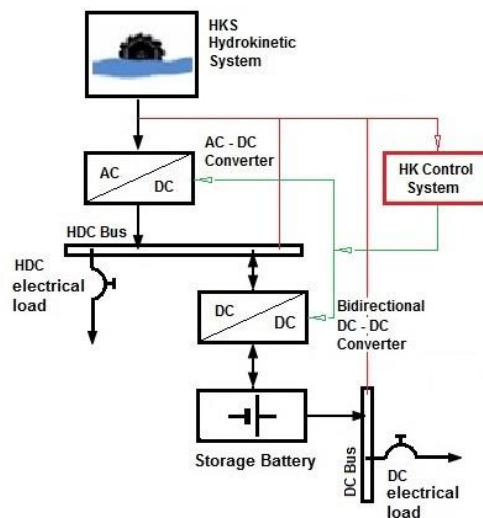 HKS
Hydrokinetic
System
AC - DC
Converter
AC
DC
HK Control
System
HDC Bus
HDC
electrical
load
DC
DC
Bidirectional
DC - DC
Converter
Storage Battery
DC Bus
DC
electrical
load